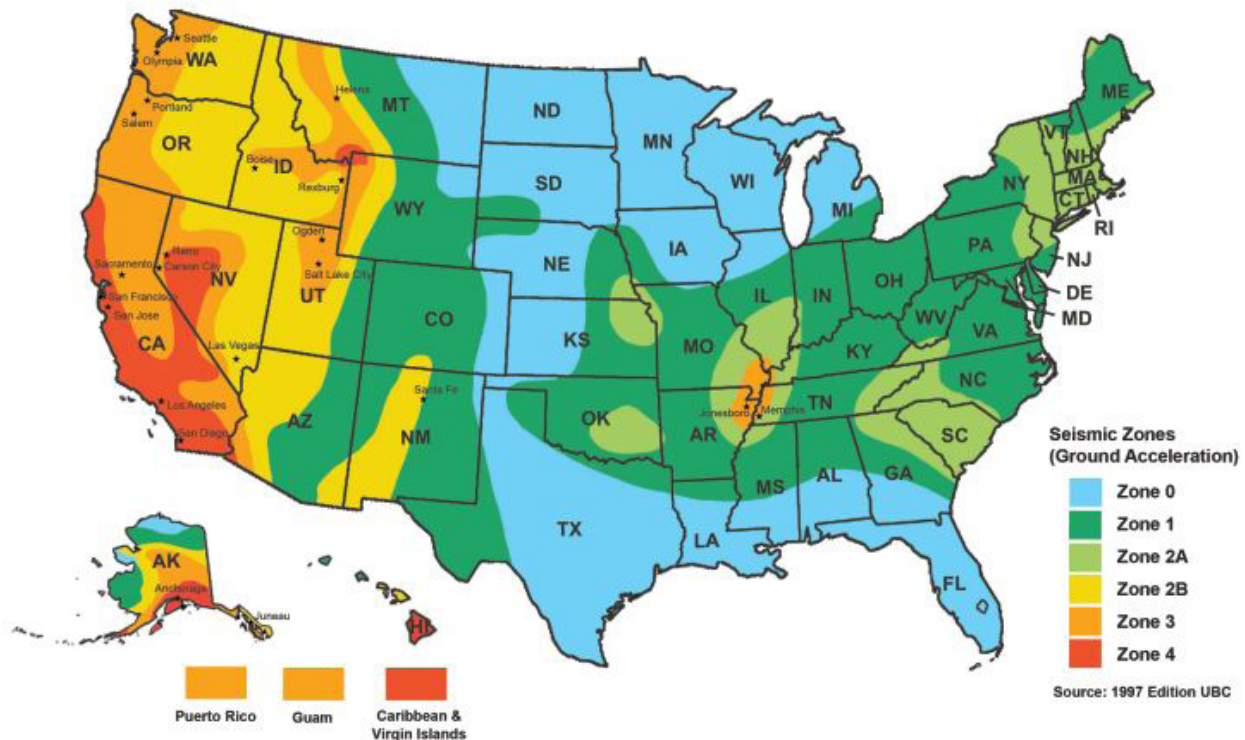 Seattle
WA
Olympia
Portland
Salem
OR
Helena
MT
Boise
ID
Rexburg
WY
ND
SD
NE
KS
MN
WI
MI
IA
IL
IN
OH
MO
KY
WV
VA
PA
NY
VT
NH
ME
MA
CT
RI
NJ
DE
MD
Ogden
Salt Lake City
UT
Reno
Carson City
NV
Sacramento
San Francisco
San Jose
CA
Las Vegas
Los Angeles
San Diego
CO
AZ
Santa Fe
NM
OK
TX
AR
Jonesboro
Memphis
TN
NC
SC
GA
AL
MS
LA
FL
AK
Anchorage
Juneau
HI
Puerto Rico
Guam
Caribbean &
Virgin Islands
Seismic Zones
(Ground Acceleration)
Zone 0
Zone 1
Zone 2A
Zone 2B
Zone 3
Zone 4
Source: 1997 Edition UBC